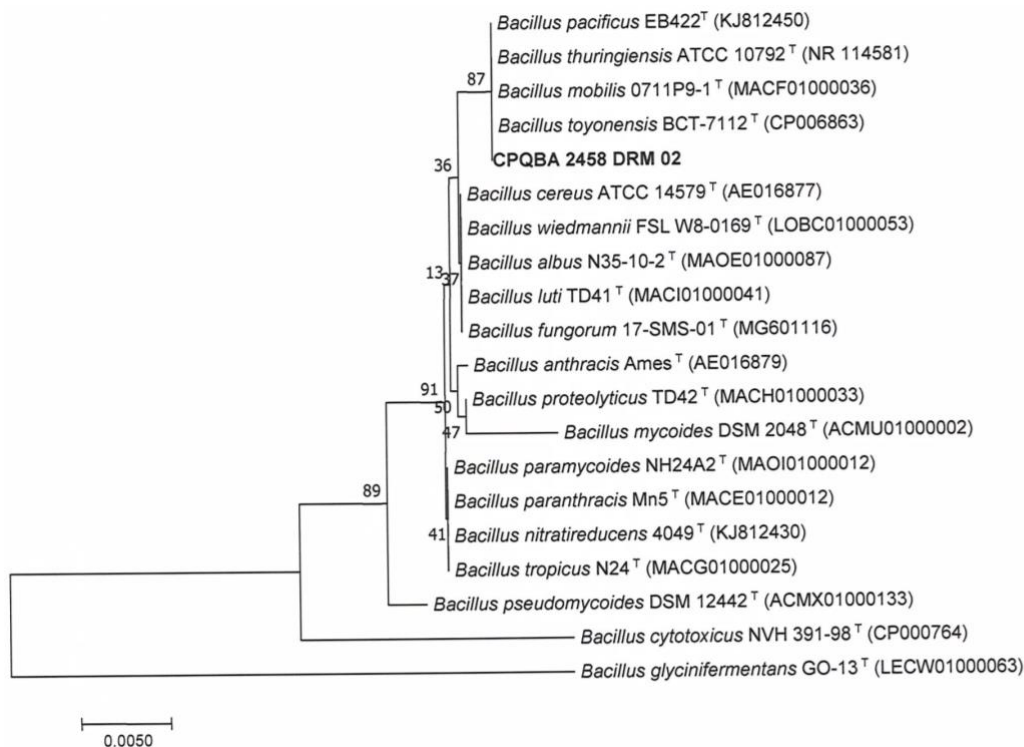 Bacillus pacificus EB422ᵀ (KJ812450)
Bacillus thuringiensis ATCC 10792ᵀ (NR 114581)
87
Bacillus mobilis 0711P9-1ᵀ (MACF01000036)
Bacillus toyonensis BCT-7112ᵀ (CP006863)
CPQBA 2458 DRM 02
36
Bacillus cereus ATCC 14579ᵀ (AE016877)
Bacillus wiedmannii FSL W8-0169ᵀ (LOBC01000053)
Bacillus albus N35-10-2ᵀ (MAOE01000087)
13
37
Bacillus luti TD41ᵀ (MACI01000041)
Bacillus fungorum 17-SMS-01ᵀ (MG601116)
Bacillus anthracis Amesᵀ (AE016879)
91
Bacillus proteolyticus TD42ᵀ (MACH01000033)
50
47
Bacillus mycoides DSM 2048ᵀ (ACMU01000002)
Bacillus paramycoides NH24A2ᵀ (MAOI01000012)
89
Bacillus paranthracis Mn5ᵀ (MACE01000012)
41
Bacillus nitratireducens 4049ᵀ (KJ812430)
Bacillus tropicus N24ᵀ (MACG01000025)
Bacillus pseudomycoides DSM 12442ᵀ (ACMX01000133)
Bacillus cytotoxicus NVH 391-98ᵀ (CP000764)
Bacillus glycinifermentans GO-13ᵀ (LECW01000063)
0.0050